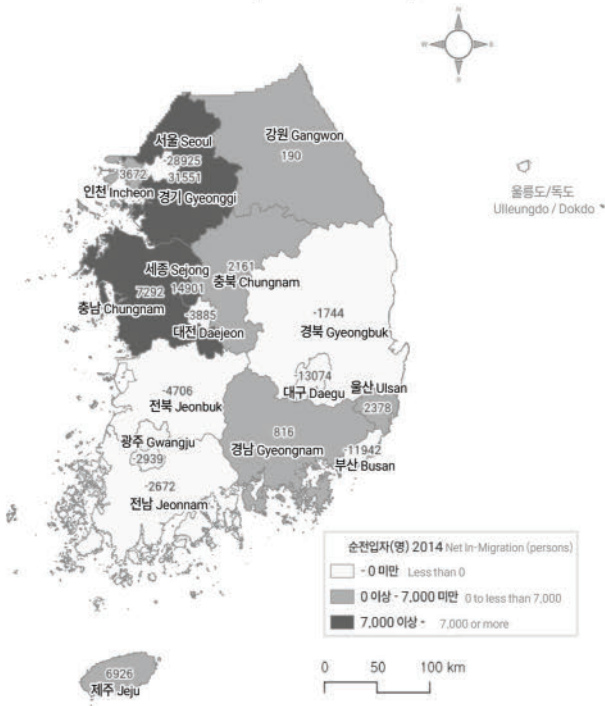 N
W
E
S
서울 Seoul
-28925
31551
경기 Gyeonggi
3672
인천 Incheon
강원 Gangwon
190
울릉도/독도
Ulleungdo / Dokdo
세종 Sejong
14901
7292
충남 Chungnam
2161
충북 Chungnam
-3885
대전 Daejeon
-1744
경북 Gyeongbuk
-13074
대구 Daegu
울산 Ulsan
2378
-4706
전북 Jeonbuk
광주 Gwangju
-2939
-2672
전남 Jeonnam
816
경남 Gyeongnam
-11942
부산 Busan
순전입자(명) 2014 Net In-Migration (persons)
- 0 미만 Less than 0
0 이상 - 7,000 미만 0 to less than 7,000
7,000 이상 - 7,000 or more
0 50 100 km
6926
제주 Jeju